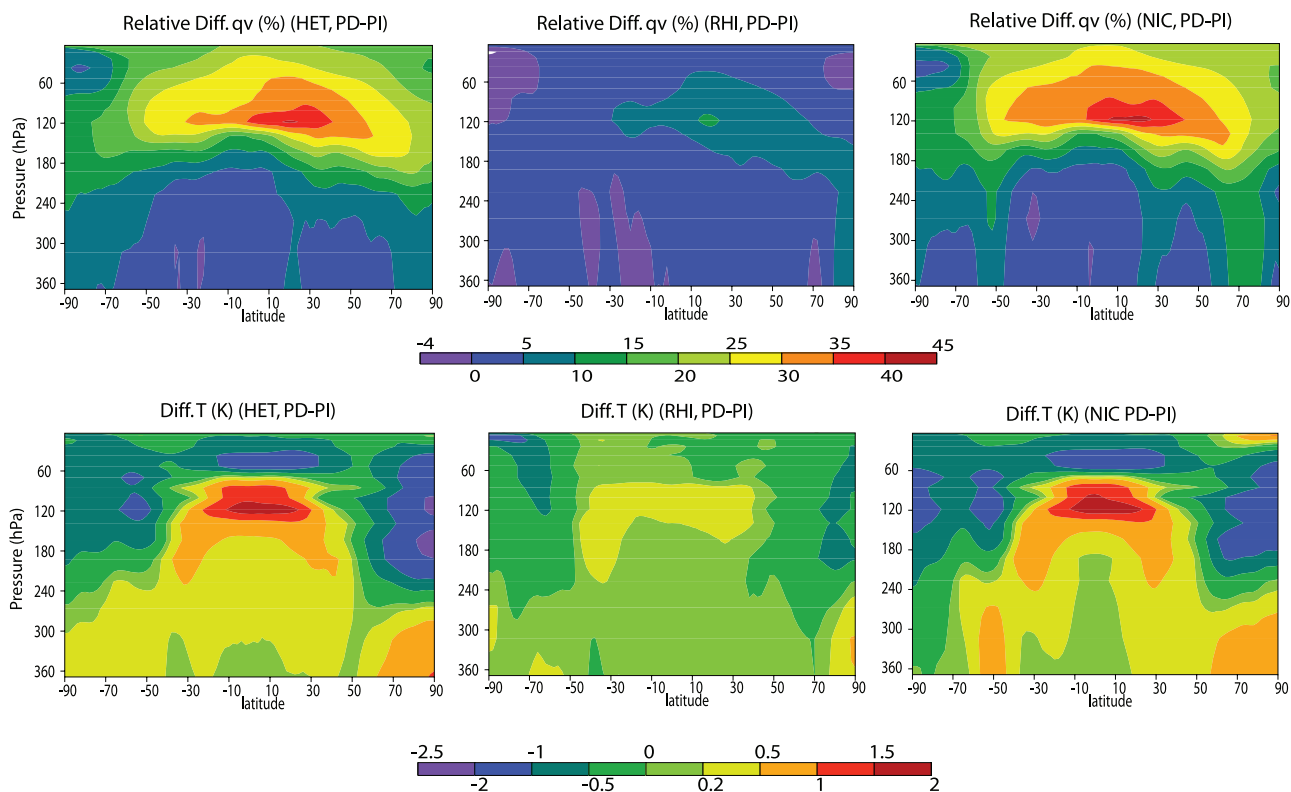 Relative Diff. qv (%) (HET, PD-PI)
Relative Diff. qv (%) (RHI, PD-PI)
Relative Diff. qv (%) (NIC, PD-PI)
Pressure (hPa)
60
120
180
240
300
360
-90 -70 -50 -30 -10 10 30 50 70 90
latitude
60
120
180
240
300
360
-90 -70 -50 -30 -10 10 30 50 70 90
latitude
60
120
180
240
300
360
-90 -70 -50 -30 -10 10 30 50 70 90
latitude
-4 5 15 25 35 45
0 10 20 30 40
Diff. T (K) (HET, PD-PI)
Diff. T (K) (RHI, PD-PI)
Diff. T (K) (NIC PD-PI)
Pressure (hPa)
60
120
180
240
300
360
-90 -70 -50 -30 -10 10 30 50 70 90
latitude
60
120
180
240
300
360
-90 -70 -50 -30 -10 10 30 50 70 90
latitude
60
120
180
240
300
360
-90 -70 -50 -30 -10 10 30 50 70 90
latitude
-2.5 -1 0 0.5 1.5
-2 -0.5 0.2 1 2